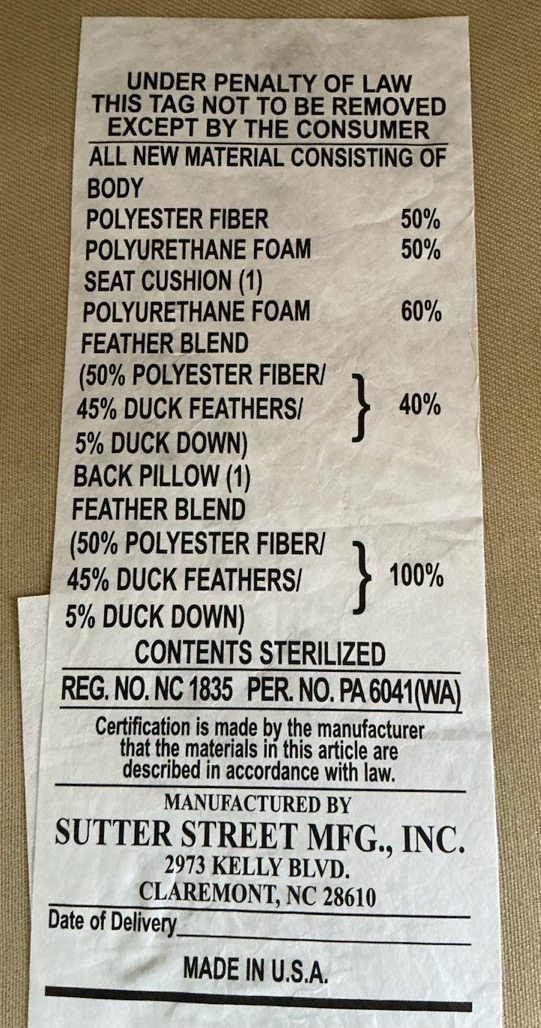 UNDER PENALTY OF LAW
THIS TAG NOT TO BE REMOVED
EXCEPT BY THE CONSUMER
ALL NEW MATERIAL CONSISTING OF
BODY
POLYESTER FIBER 50%
POLYURETHANE FOAM 50%
SEAT CUSHION (1)
POLYURETHANE FOAM 60%
FEATHER BLEND
(50% POLYESTER FIBER/
45% DUCK FEATHERS/ } 40%
5% DUCK DOWN)
BACK PILLOW (1)
FEATHER BLEND
(50% POLYESTER FIBER/
45% DUCK FEATHERS/ } 100%
5% DUCK DOWN)
CONTENTS STERILIZED
REG. NO. NC 1835 PER. NO. PA 6041(WA)
Certification is made by the manufacturer
that the materials in this article are
described in accordance with law.
MANUFACTURED BY
SUTTER STREET MFG., INC.
2973 KELLY BLVD.
CLAREMONT, NC 28610
Date of Delivery
MADE IN U.S.A.